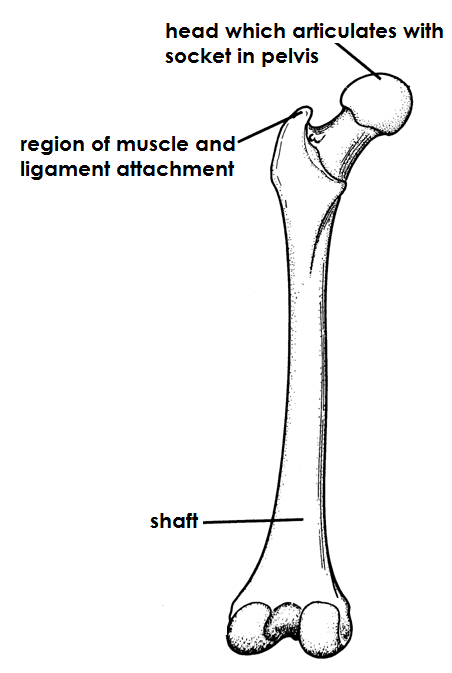 head which articulates with
socket in pelvis
region of muscle and
ligament attachment
shaft